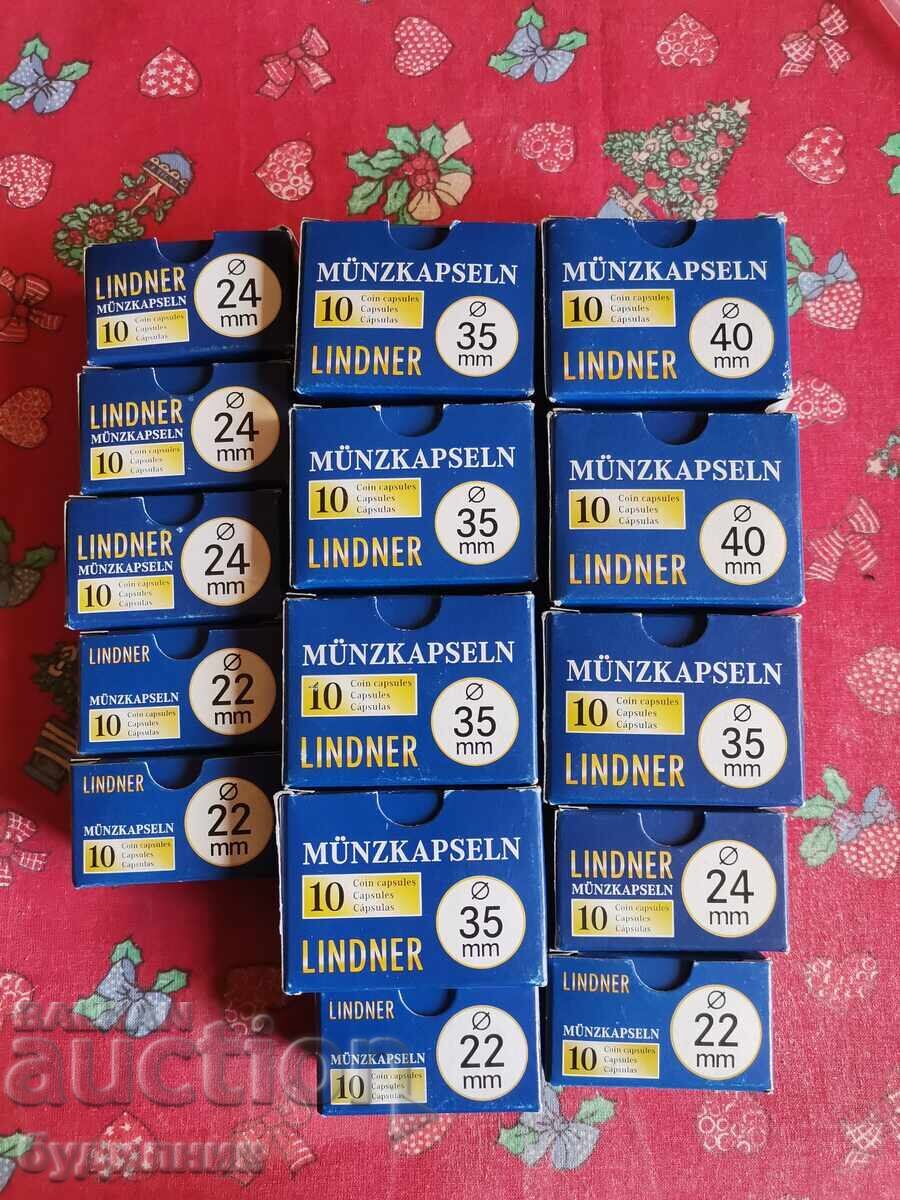 LINDNER
MÜNZKAPSELN
10 Coin capsules
Capsules
Cápsulas
Ø
24
mm
LINDNER
MÜNZKAPSELN
10 Coin capsules
Capsules
Cápsulas
Ø
24
mm
LINDNER
MÜNZKAPSELN
10 Coin capsules
Capsules
Cápsulas
Ø
24
mm
LINDNER
MÜNZKAPSELN
10 Coin capsules
Capsules
Cápsulas
Ø
22
mm
LINDNER
MÜNZKAPSELN
10 Coin capsules
Capsules
Cápsulas
Ø
22
mm
MÜNZKAPSELN
10 Coin capsules
Capsules
Cápsulas
LINDNER
Ø
35
mm
MÜNZKAPSELN
10 Coin capsules
Capsules
Cápsulas
LINDNER
Ø
35
mm
MÜNZKAPSELN
10 Coin capsules
Capsules
Cápsulas
LINDNER
Ø
35
mm
MÜNZKAPSELN
10 Coin capsules
Capsules
Cápsulas
LINDNER
Ø
35
mm
LINDNER
MÜNZKAPSELN
10 Coin capsules
Capsules
Cápsulas
Ø
22
mm
MÜNZKAPSELN
10 Coin capsules
Capsules
Cápsulas
LINDNER
Ø
40
mm
MÜNZKAPSELN
10 Coin capsules
Capsules
Cápsulas
LINDNER
Ø
40
mm
MÜNZKAPSELN
10 Coin capsules
Capsules
Cápsulas
LINDNER
Ø
35
mm
LINDNER
MÜNZKAPSELN
10 Coin capsules
Capsules
Cápsulas
Ø
24
mm
LINDNER
MÜNZKAPSELN
10 Coin capsules
Capsules
Cápsulas
Ø
22
mm
BALKAN
auction